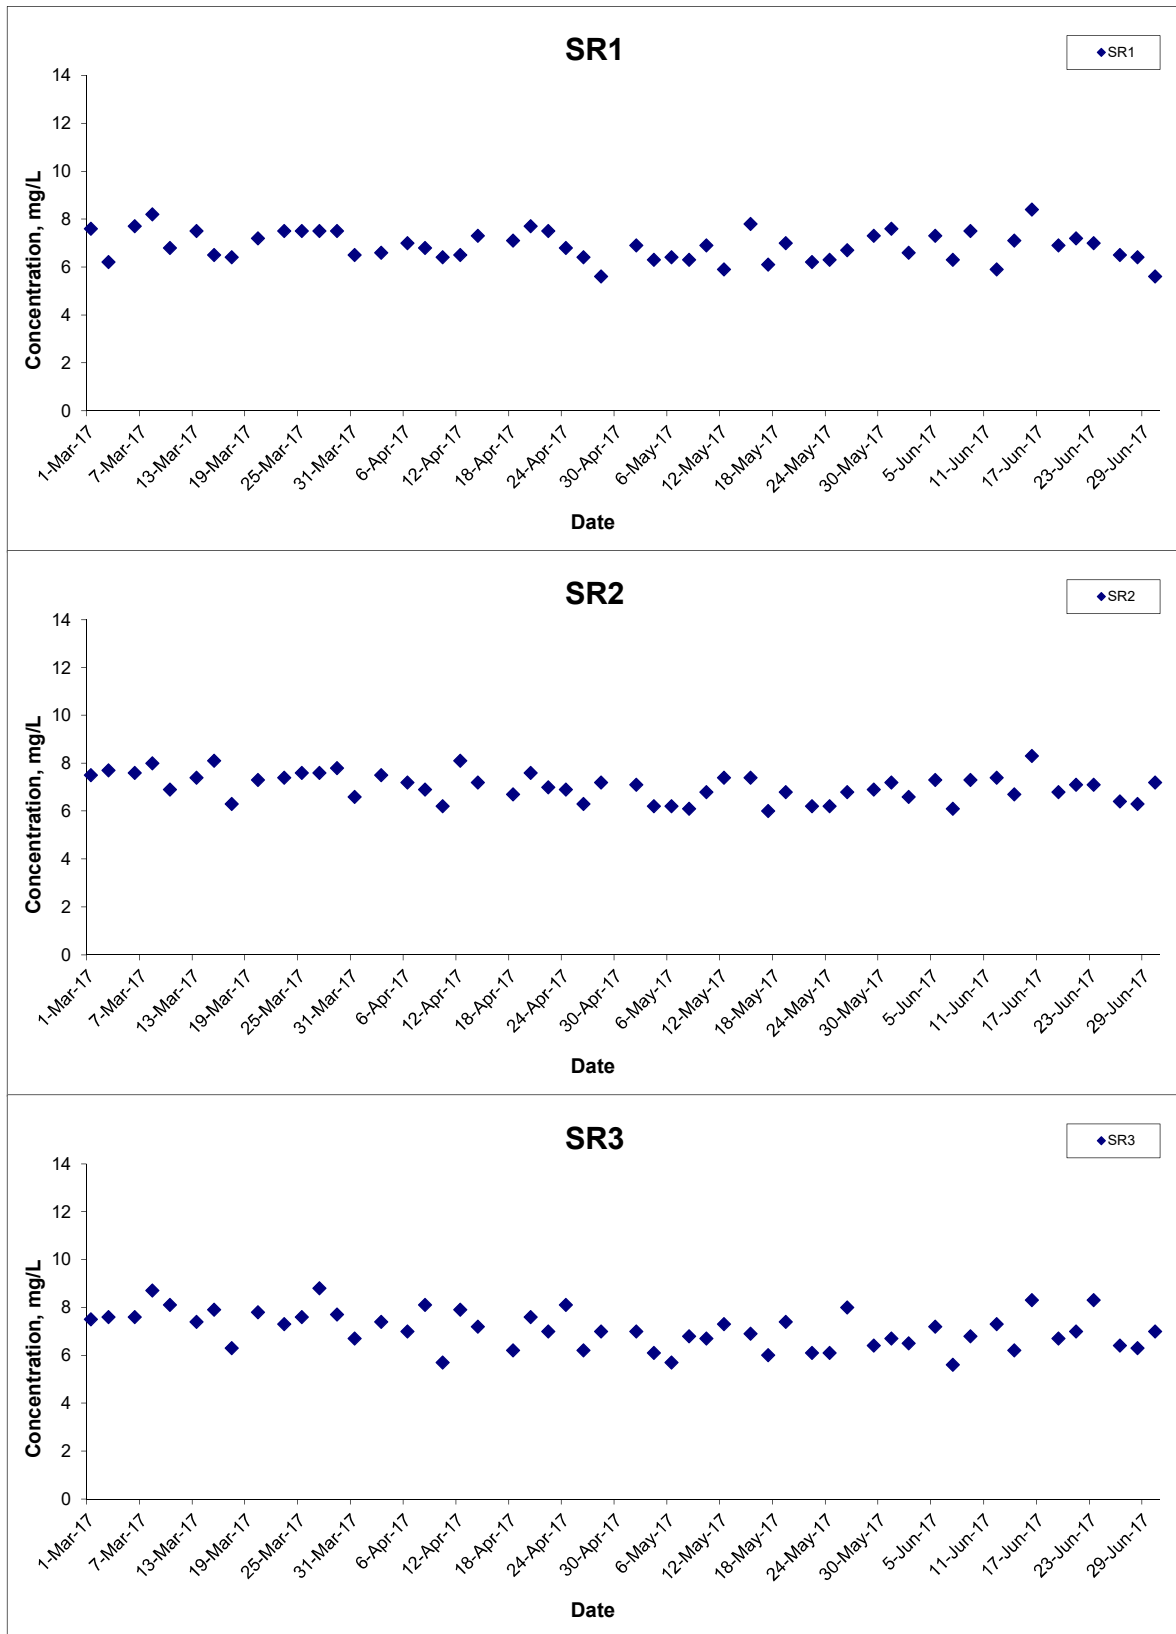 SR1
SR1
14
12
10
8
6
4
2
0
Concentration, mg/L
1-Mar-17 7-Mar-17 13-Mar-17 19-Mar-17 25-Mar-17 31-Mar-17 6-Apr-17 12-Apr-17 18-Apr-17 24-Apr-17 30-Apr-17 6-May-17 12-May-17 18-May-17 24-May-17 30-May-17 5-Jun-17 11-Jun-17 17-Jun-17 23-Jun-17 29-Jun-17
Date
SR2
SR2
14
12
10
8
6
4
2
0
Concentration, mg/L
1-Mar-17 7-Mar-17 13-Mar-17 19-Mar-17 25-Mar-17 31-Mar-17 6-Apr-17 12-Apr-17 18-Apr-17 24-Apr-17 30-Apr-17 6-May-17 12-May-17 18-May-17 24-May-17 30-May-17 5-Jun-17 11-Jun-17 17-Jun-17 23-Jun-17 29-Jun-17
Date
SR3
SR3
14
12
10
8
6
4
2
0
Concentration, mg/L
1-Mar-17 7-Mar-17 13-Mar-17 19-Mar-17 25-Mar-17 31-Mar-17 6-Apr-17 12-Apr-17 18-Apr-17 24-Apr-17 30-Apr-17 6-May-17 12-May-17 18-May-17 24-May-17 30-May-17 5-Jun-17 11-Jun-17 17-Jun-17 23-Jun-17 29-Jun-17
Date